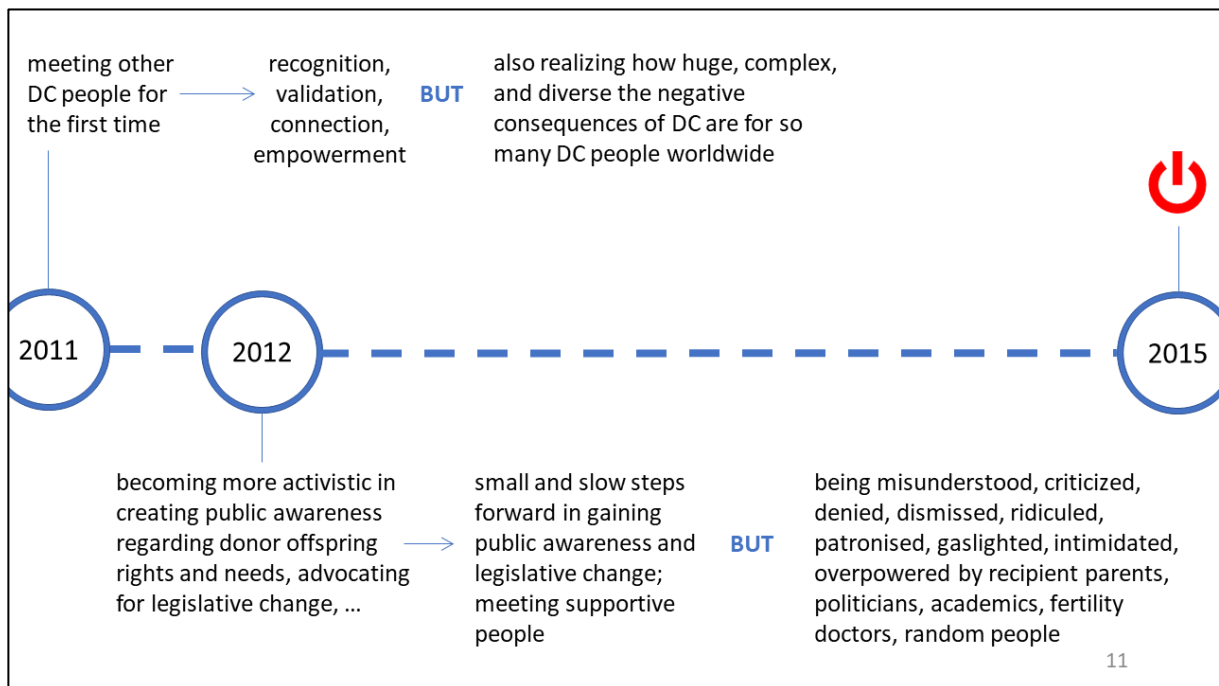 meeting other
DC people for
the first time
recognition,
validation,
connection,
empowerment
BUT
also realizing how huge, complex,
and diverse the negative
consequences of DC are for so
many DC people worldwide
2011
2012
2015
becoming more activistic in
creating public awareness
regarding donor offspring
rights and needs, advocating
for legislative change, ...
small and slow steps
forward in gaining
public awareness and
legislative change;
meeting supportive
people
BUT
being misunderstood, criticized,
denied, dismissed, ridiculed,
patronised, gaslighted, intimidated,
overpowered by recipient parents,
politicians, academics, fertility
doctors, random people
11